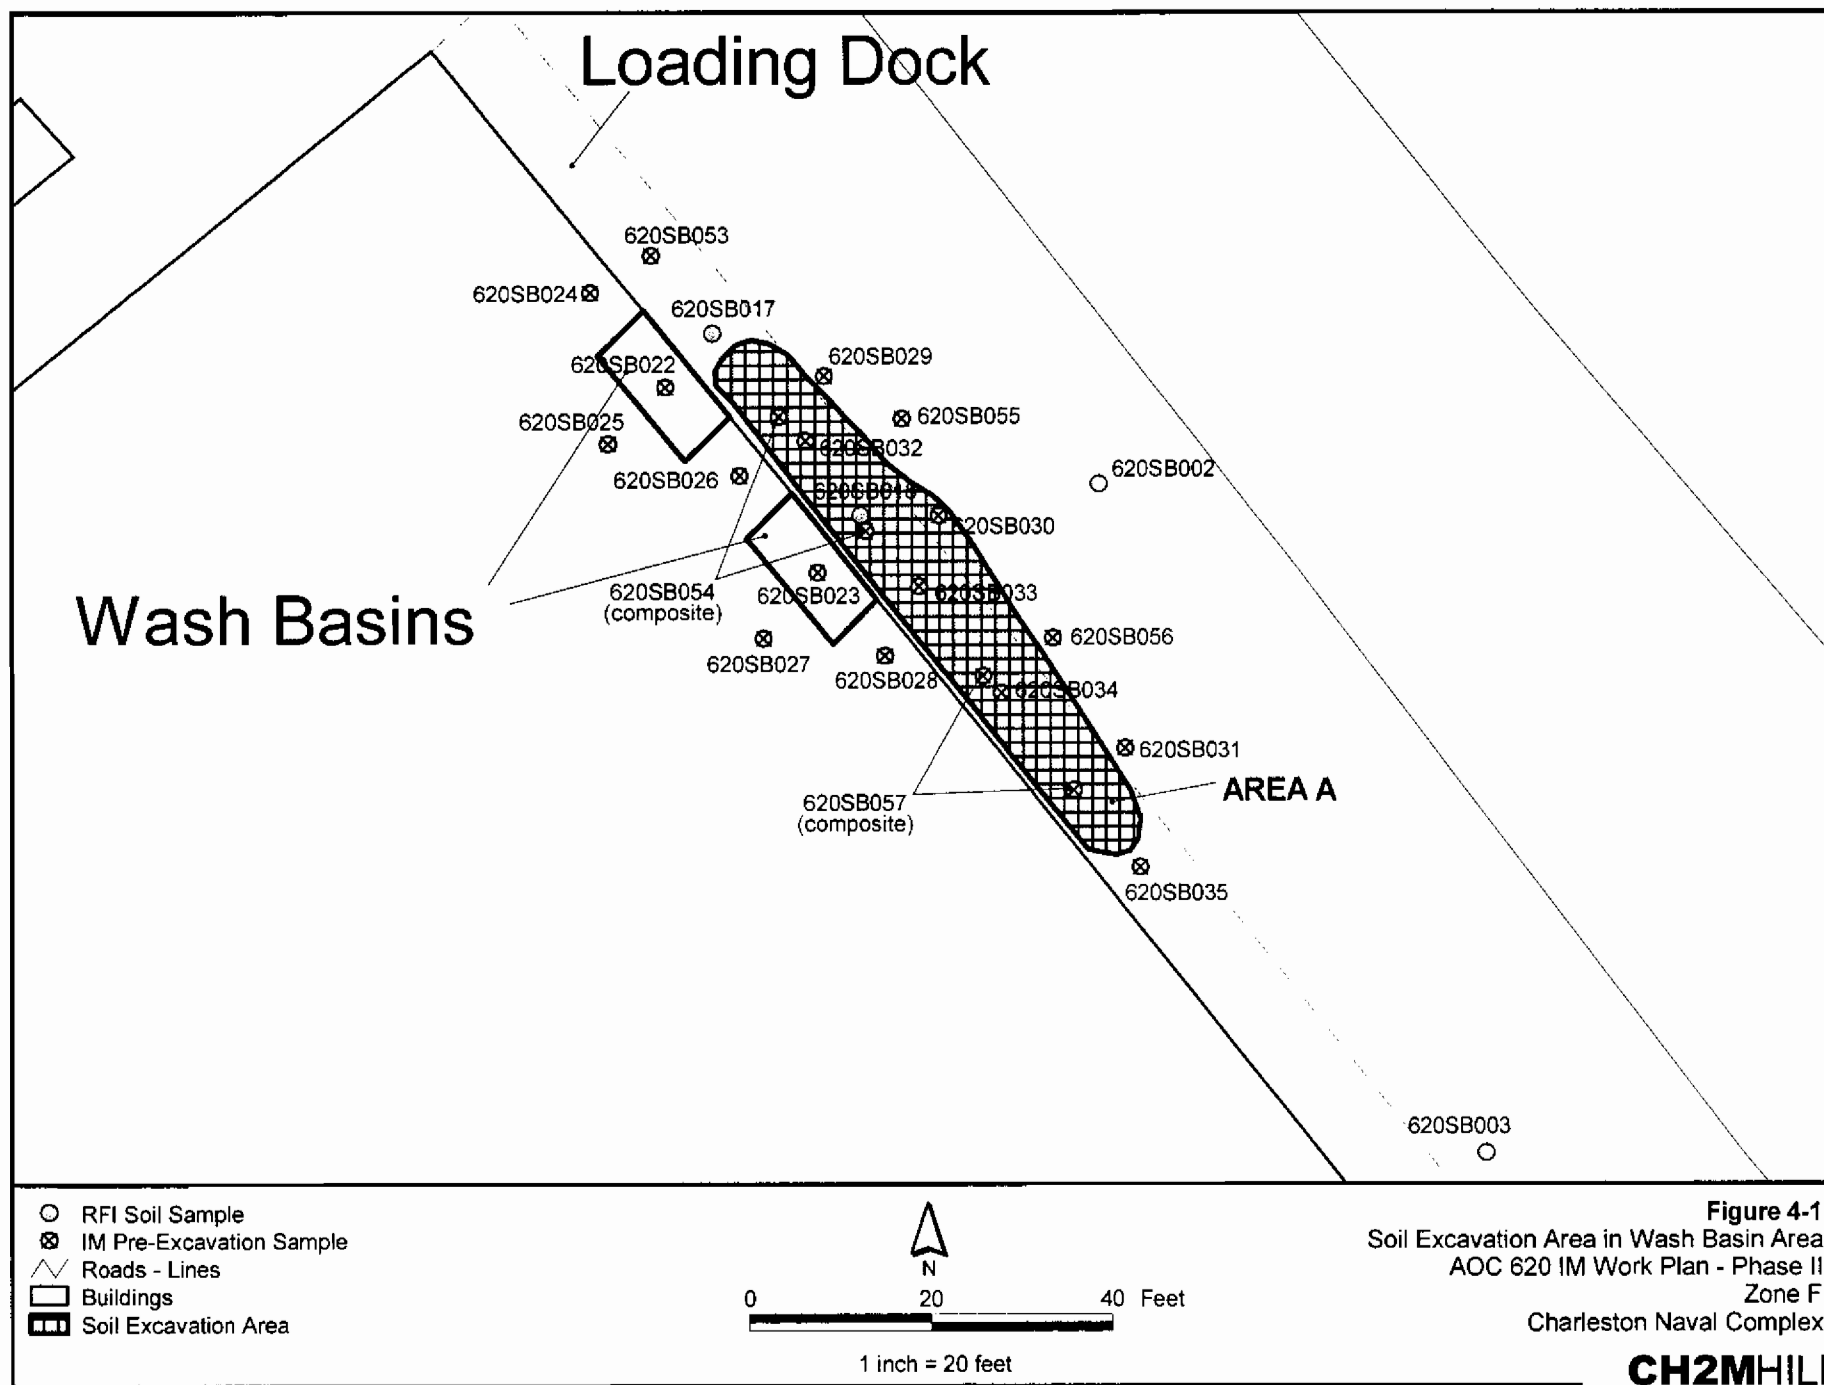 Loading Dock
620SB053
620SB024
620SB017
620SB029
620SB022
620SB055
620SB025
620SB032
620SB002
620SB026
620SB018
620SB030
620SB054
(composite)
620SB023
620SB033
Wash Basins
620SB056
620SB027
620SB028
620SB034
620SB031
620SB057
(composite)
AREA A
620SB035
620SB003
RFI Soil Sample
IM Pre-Excavation Sample
Roads - Lines
Buildings
Soil Excavation Area
N
0 20 40 Feet
1 inch = 20 feet
Figure 4-1
Soil Excavation Area in Wash Basin Area
AOC 620 IM Work Plan - Phase II
Zone F
Charleston Naval Complex
CH2MHILL